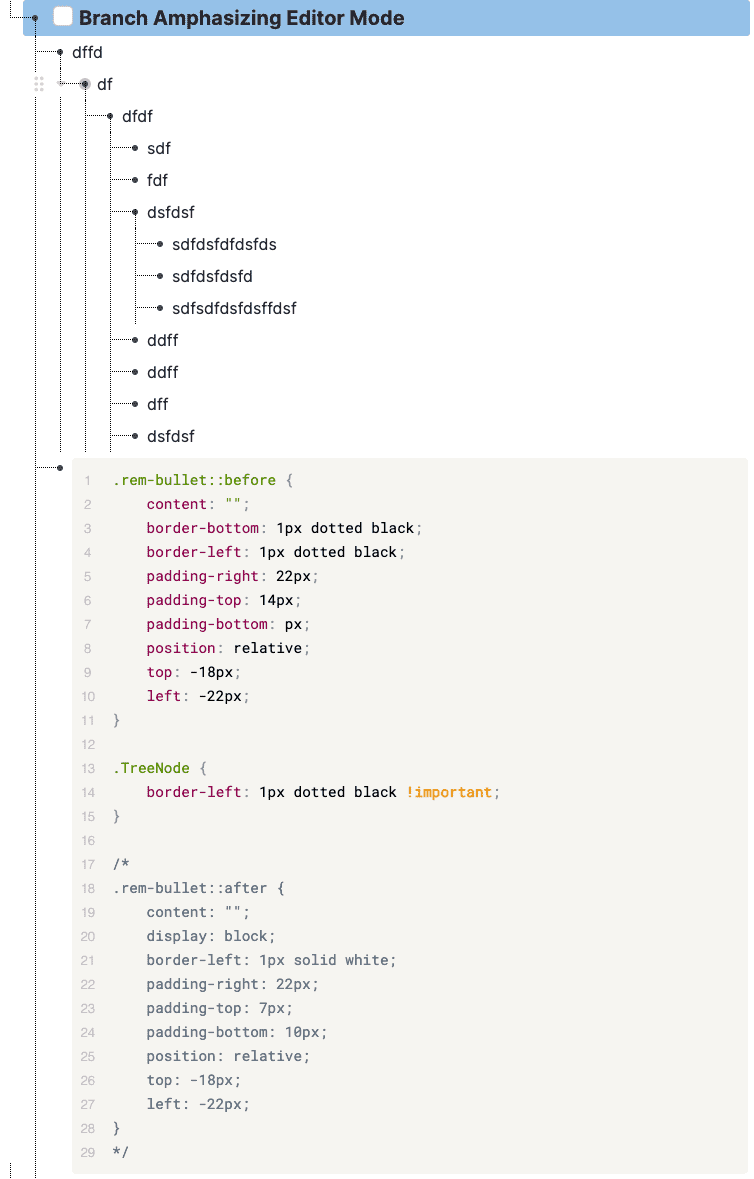 Branch Amphasizing Editor Mode
dffd
df
dfdf
sdf
fdf
dsfdsf
sdfdsfdfdsfds
sdfdsfdsfd
sdfsdfdsfdsffdsf
ddff
ddff
dff
dsfdsf
1 .rem-bullet::before {
2     content: "";
3     border-bottom: 1px dotted black;
4     border-left: 1px dotted black;
5     padding-right: 22px;
6     padding-top: 14px;
7     padding-bottom: px;
8     position: relative;
9     top: -18px;
10     left: -22px;
11 }
12
13 .TreeNode {
14     border-left: 1px dotted black !important;
15 }
16
17 /*
18 .rem-bullet::after {
19     content: "";
20     display: block;
21     border-left: 1px solid white;
22     padding-right: 22px;
23     padding-top: 7px;
24     padding-bottom: 10px;
25     position: relative;
26     top: -18px;
27     left: -22px;
28 }
29 */